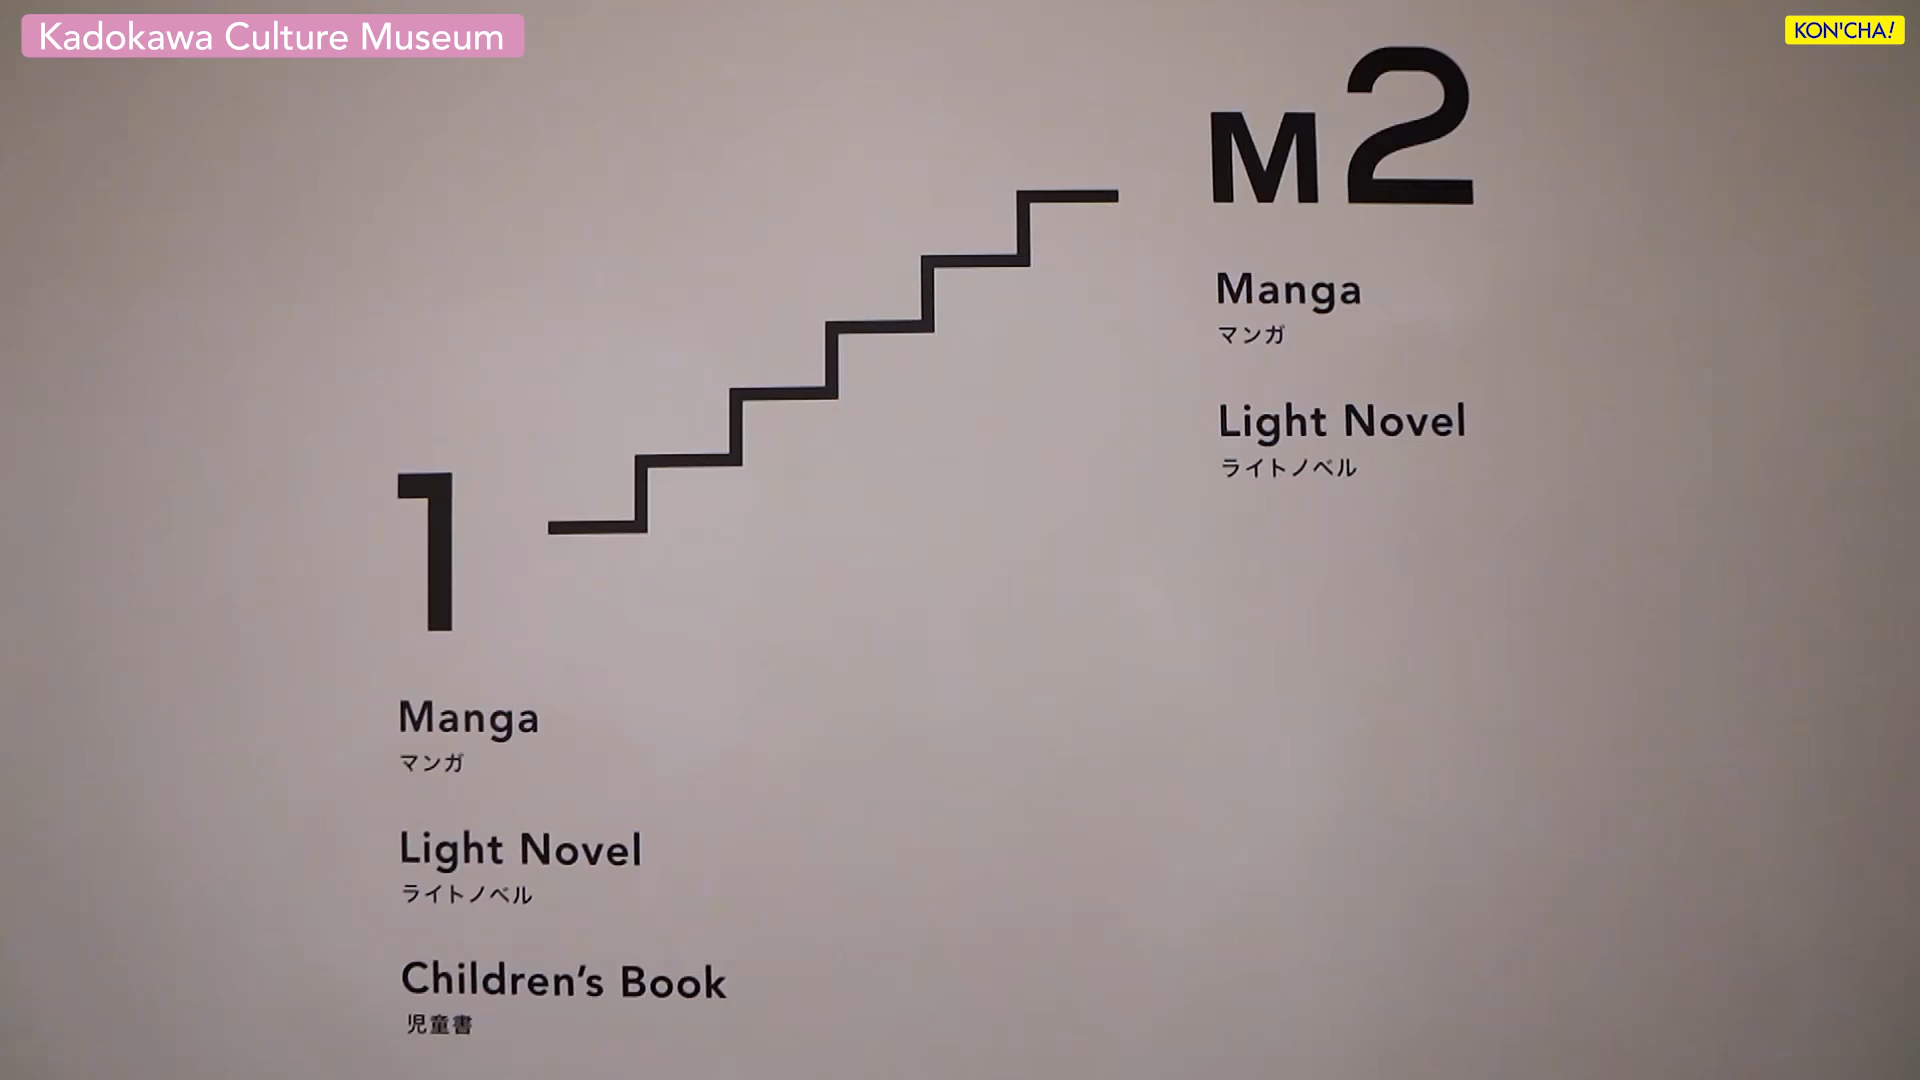 Kadokawa Culture Museum
KON'CHA!
M2
Manga
マンガ
Light Novel
ライトノベル
1
Manga
マンガ
Light Novel
ライトノベル
Children's Book
児童書